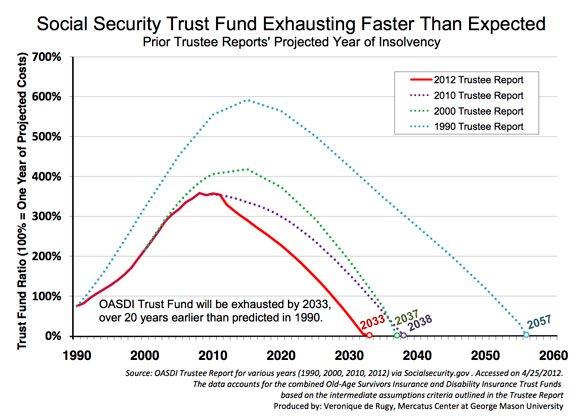 Social Security Trust Fund Exhausting Faster Than Expected
Prior Trustee Reports' Projected Year of Insolvency
Trust Fund Ratio (100% = One Year of Projected Costs)
700%
600%
500%
400%
300%
200%
100%
0%
2012 Trustee Report
2010 Trustee Report
2000 Trustee Report
1990 Trustee Report
OASDI Trust Fund will be exhausted by 2033,
over 20 years earlier than predicted in 1990.
2033
2037
2038
2057
1990
2000
2010
2020
2030
2040
2050
2060
Source: OASDI Trustee Report for various years (1990, 2000, 2010, 2012) via Socialsecurity.gov . Accessed on 4/25/2012.
The data accounts for the combined Old-Age Survivors Insurance and Disability Insurance Trust Funds
based on the intermediate assumptions criteria outlined in the Trustee Report
Produced by: Veronique de Rugy, Mercatus Center at George Mason University